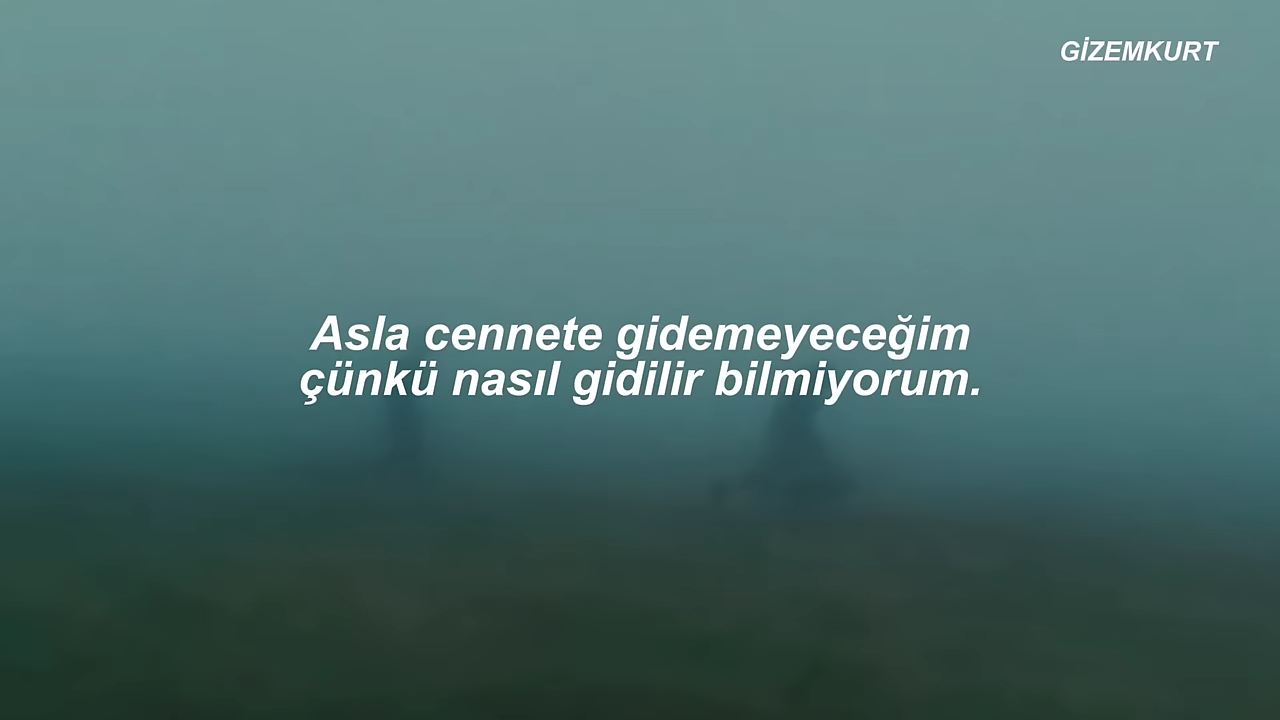 GİZEMKURT
Asla cennete gidemeyeceğim
çünkü nasıl gidilir bilmiyorum.